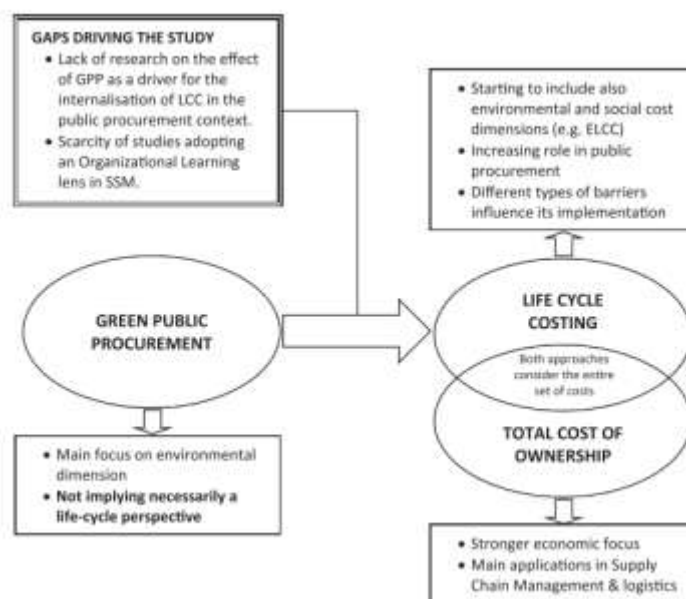 GAPS DRIVING THE STUDY
• Lack of research on the effect
of GPP as a driver for the
internalisation of LCC in the
public procurement context.
• Scarcity of studies adopting
an Organizational Learning
lens in SSM.
• Starting to include also
environmental and social cost
dimensions (e.g. ELCC)
• Increasing role in public
procurement
• Different types of barriers
influence its implementation
GREEN PUBLIC
PROCUREMENT
LIFE CYCLE
COSTING
Both approaches
consider the entire
set of costs
TOTAL COST OF
OWNERSHIP
• Main focus on environmental
dimension
• Not implying necessarily a
life-cycle perspective
• Stronger economic focus
• Main applications in Supply
Chain Management & logistics